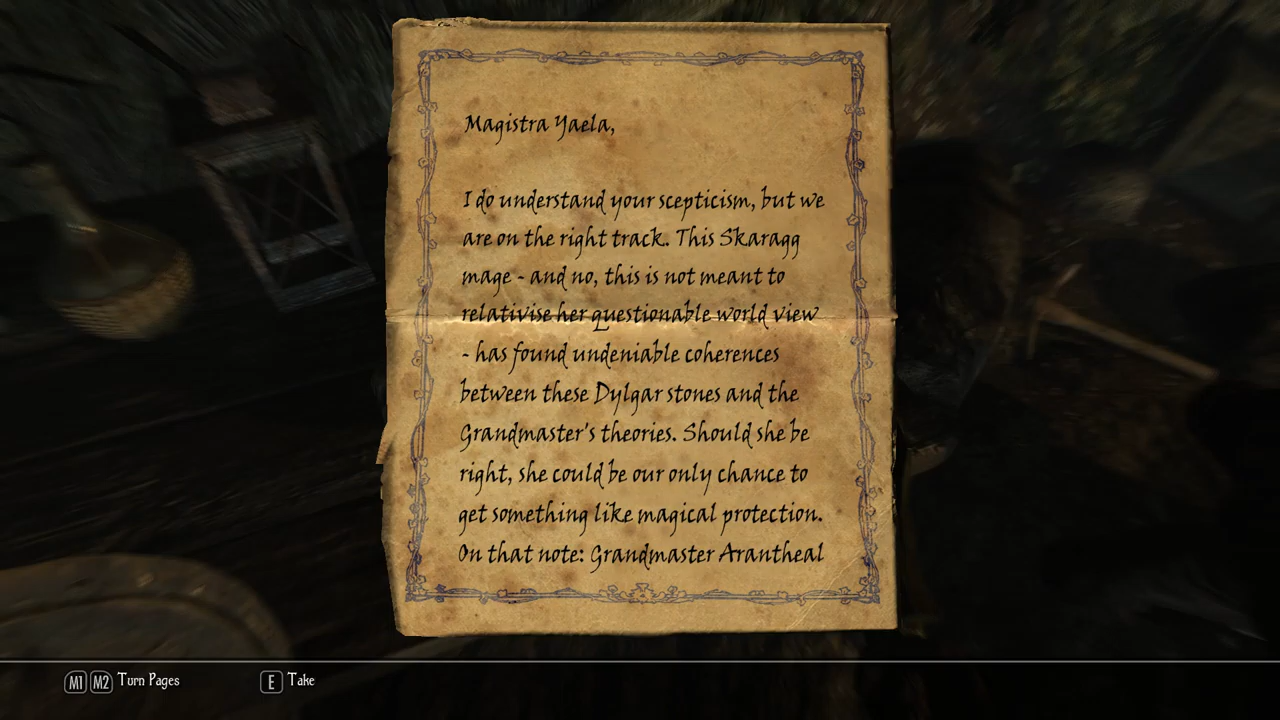 Magistra Yaela,
I do understand your scepticism, but we
are on the right track. This Skaragg
mage - and no, this is not meant to
relativise her questionable world view
- has found undeniable coherences
between these Dylgar stones and the
Grandmaster's theories. Should she be
right, she could be our only chance to
get something like magical protection.
On that note: Grandmaster Arantheal
M1 M2 Turn Pages E Take